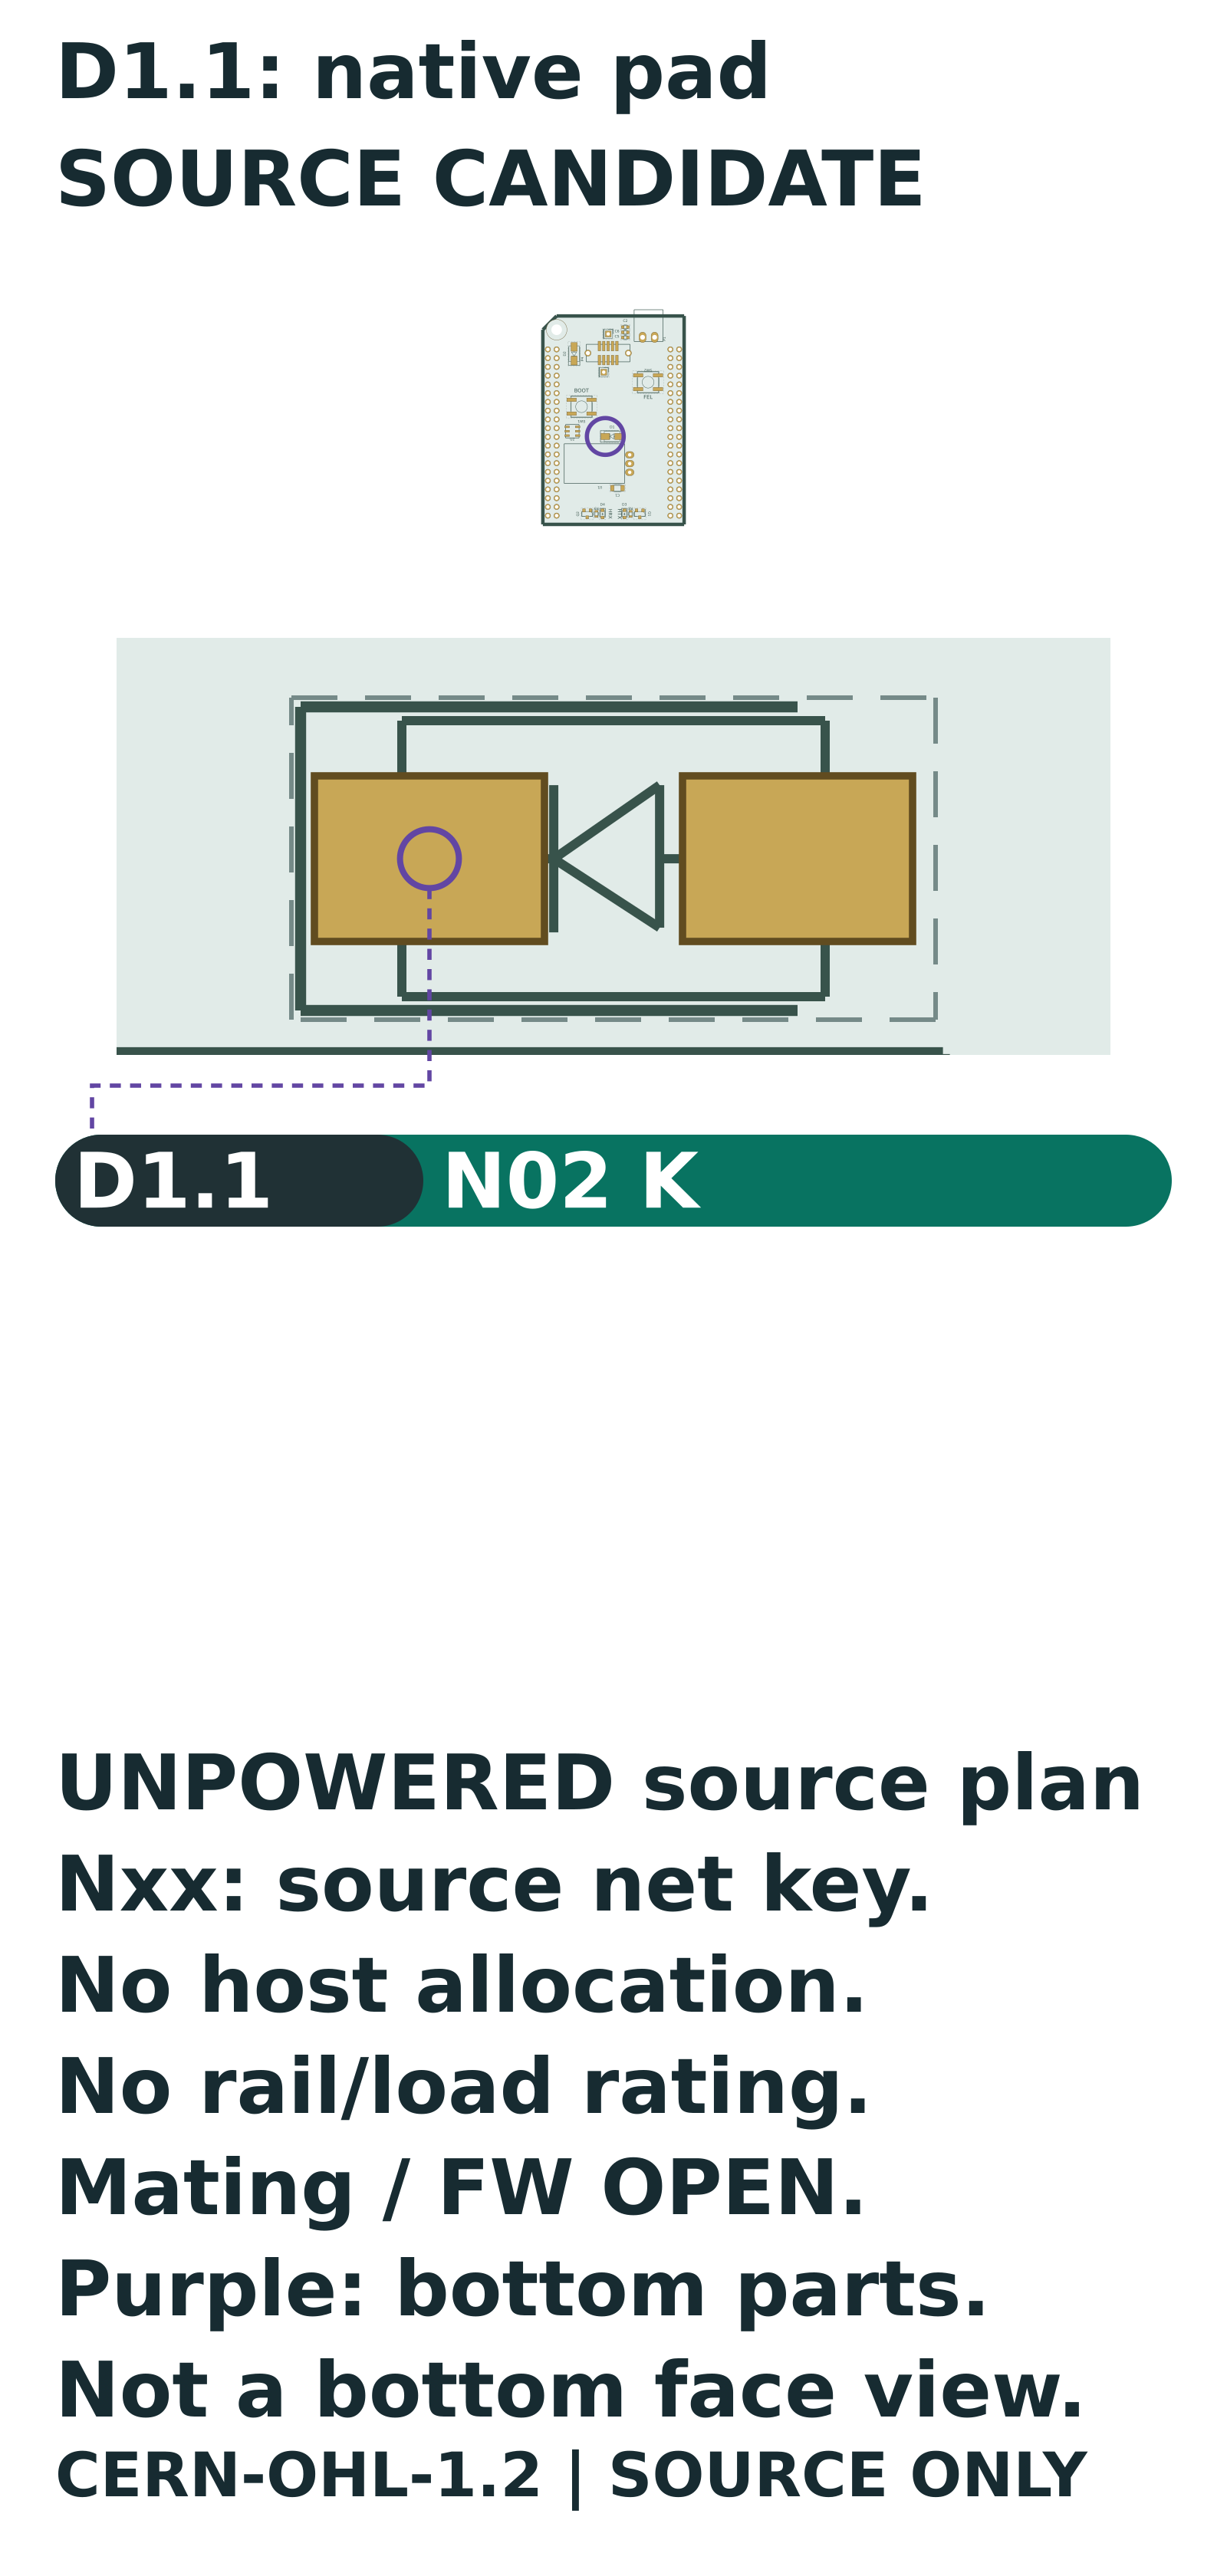 D1.1: native pad
SOURCE CANDIDATE
BOOT
FEL
D1.1 N02 K
UNPOWERED source plan
Nxx: source net key.
No host allocation.
No rail/load rating.
Mating / FW OPEN.
Purple: bottom parts.
Not a bottom face view.
CERN-OHL-1.2 | SOURCE ONLY